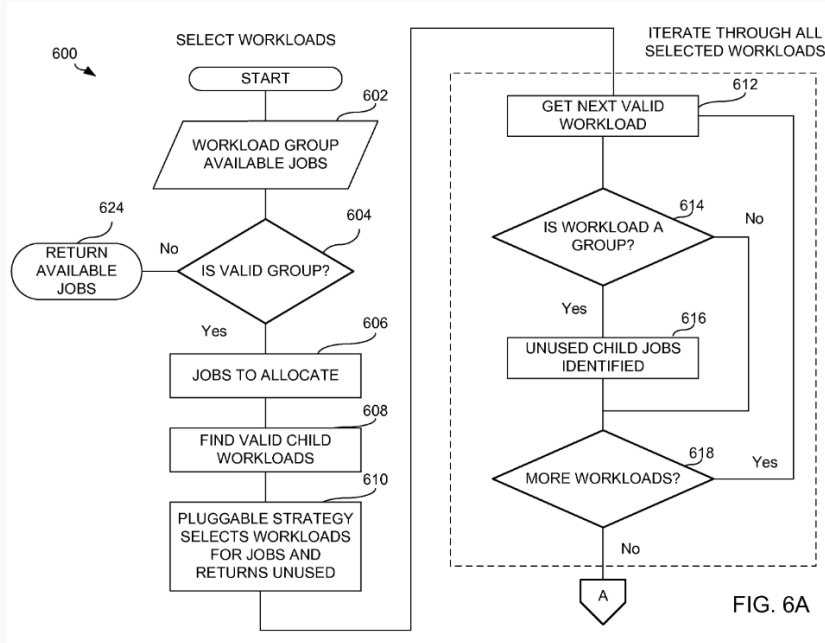 SELECT WORKLOADS
600
START
602
WORKLOAD GROUP
AVAILABLE JOBS
604
IS VALID GROUP?
No
624
RETURN
AVAILABLE
JOBS
Yes
606
JOBS TO ALLOCATE
608
FIND VALID CHILD
WORKLOADS
610
PLUGGABLE STRATEGY
SELECTS WORKLOADS
FOR JOBS AND
RETURNS UNUSED
ITERATE THROUGH ALL
SELECTED WORKLOADS
612
GET NEXT VALID
WORKLOAD
614
IS WORKLOAD A
GROUP?
No
Yes
616
UNUSED CHILD JOBS
IDENTIFIED
618
MORE WORKLOADS?
Yes
No
A
FIG. 6A